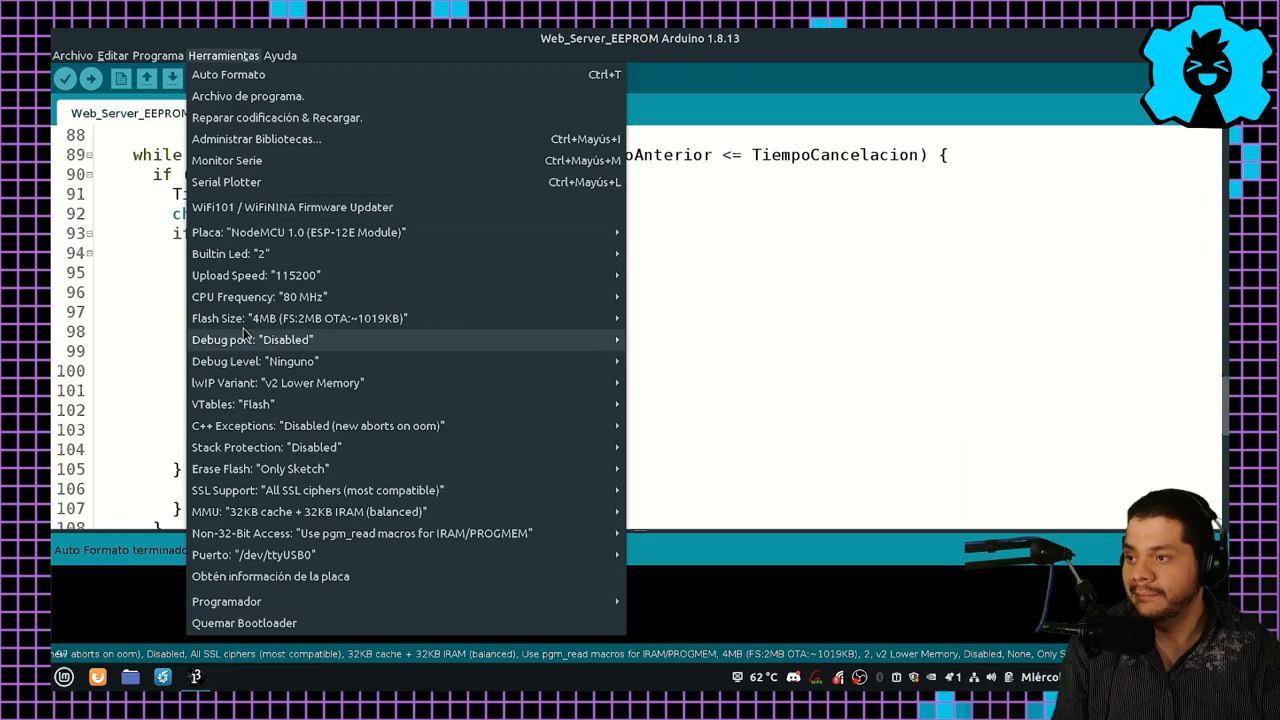 Web_Server_EEPROM Arduino 1.8.13
Archivo Editar Programa Herramientas Ayuda
Auto Formato Ctrl+T
Archivo de programa.
Reparar codificación & Recargar.
Administrar Bibliotecas... Ctrl+Mayús+I
Monitor Serie Ctrl+Mayús+M
Serial Plotter Ctrl+Mayús+L
WiFi101 / WiFiNINA Firmware Updater
Placa: "NodeMCU 1.0 (ESP-12E Module)"
Builtin Led: "2"
Upload Speed: "115200"
CPU Frequency: "80 MHz"
Flash Size: "4MB (FS:2MB OTA:~1019KB)"
Debug port: "Disabled"
Debug Level: "Ninguno"
lwIP Variant: "v2 Lower Memory"
VTables: "Flash"
C++ Exceptions: "Disabled (new aborts on oom)"
Stack Protection: "Disabled"
Erase Flash: "Only Sketch"
SSL Support: "All SSL ciphers (most compatible)"
MMU: "32KB cache + 32KB IRAM (balanced)"
Non-32-Bit Access: "Use pgm_read macros for IRAM/PROGMEM"
Puerto: "/dev/ttyUSB0"
Obtén información de la placa
Programador
Quemar Bootloader
Web_Server_EEPROM
88
89 while oAnterior <= TiempoCancelacion) {
90 if (
91 Ti
92 ch
93 if
94
95
96
97
98
99
100
101
102
103
104
105 }
106
107 }
108 }
Auto Formato terminado
97 new aborts on oom), Disabled, All SSL ciphers (most compatible), 32KB cache + 32KB IRAM (balanced), Use pgm_read macros for IRAM/PROGMEM, 4MB (FS:2MB OTA:~1019KB), 2, v2 Lower Memory, Disabled, None, Only S
62 °C 1 Miérco